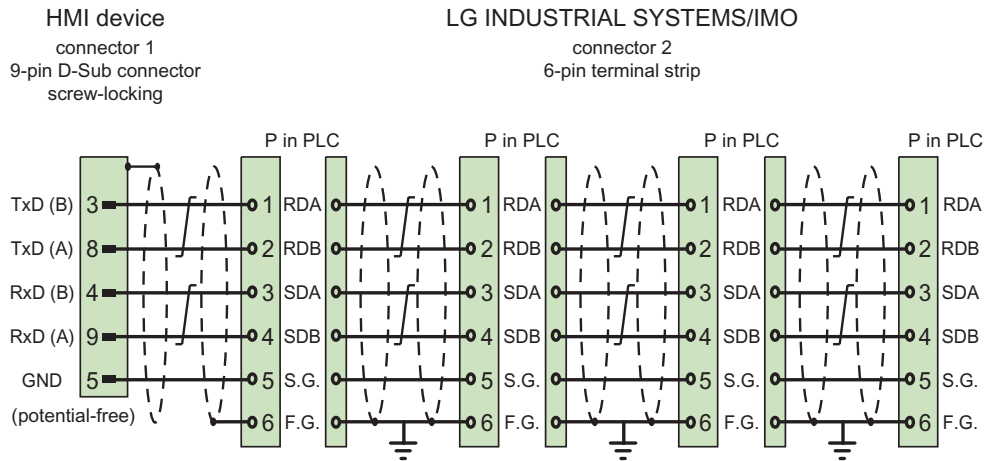 HMI device
connector 1
9-pin D-Sub connector
screw-locking
LG INDUSTRIAL SYSTEMS/IMO
connector 2
6-pin terminal strip
P in PLC P in PLC P in PLC P in PLC
TxD (B) 3 1 RDA 1 RDA 1 RDA 1 RDA
TxD (A) 8 2 RDB 2 RDB 2 RDB 2 RDB
RxD (B) 4 3 SDA 3 SDA 3 SDA 3 SDA
RxD (A) 9 4 SDB 4 SDB 4 SDB 4 SDB
GND 5 5 S.G. 5 S.G. 5 S.G. 5 S.G.
(potential-free) 6 F.G. 6 F.G. 6 F.G. 6 F.G.